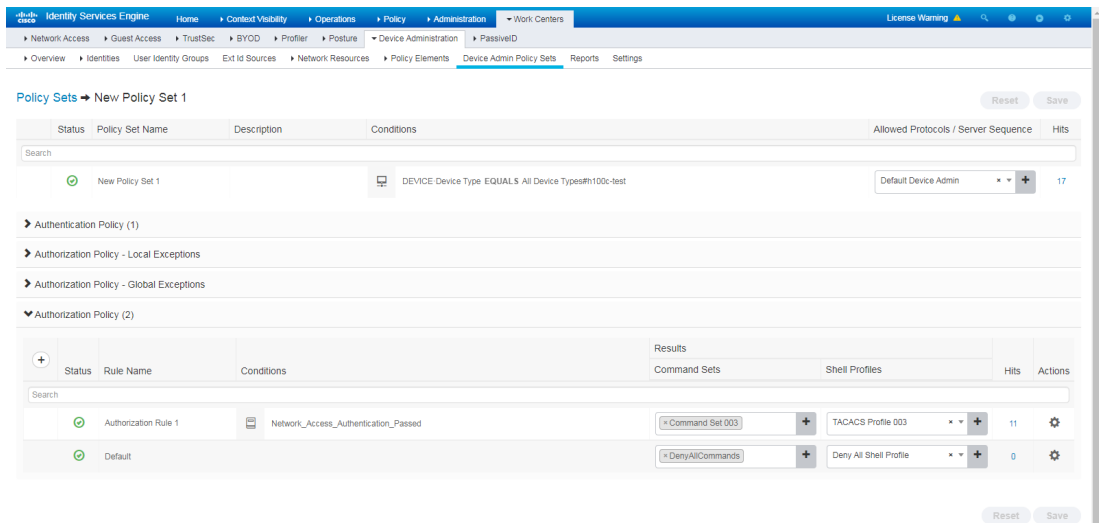 cisco Identity Services Engine Home Context Visibility Operations Policy Administration Work Centers License Warning
Network Access Guest Access TrustSec BYOD Profiler Posture Device Administration PassiveID
Overview Identities User Identity Groups Ext Id Sources Network Resources Policy Elements Device Admin Policy Sets Reports Settings
Policy Sets → New Policy Set 1 Reset Save
Status Policy Set Name Description Conditions Allowed Protocols / Server Sequence Hits
Search
New Policy Set 1 DEVICE·Device Type EQUALS All Device Types#h100c-test Default Device Admin × + 17
Authentication Policy (1)
Authorization Policy - Local Exceptions
Authorization Policy - Global Exceptions
Authorization Policy (2)
Results
+ Status Rule Name Conditions Command Sets Shell Profiles Hits Actions
Search
Authorization Rule 1 Network_Access_Authentication_Passed × Command Set 003 + TACACS Profile 003 × + 11
Default × DenyAllCommands + Deny All Shell Profile × + 0
Reset Save